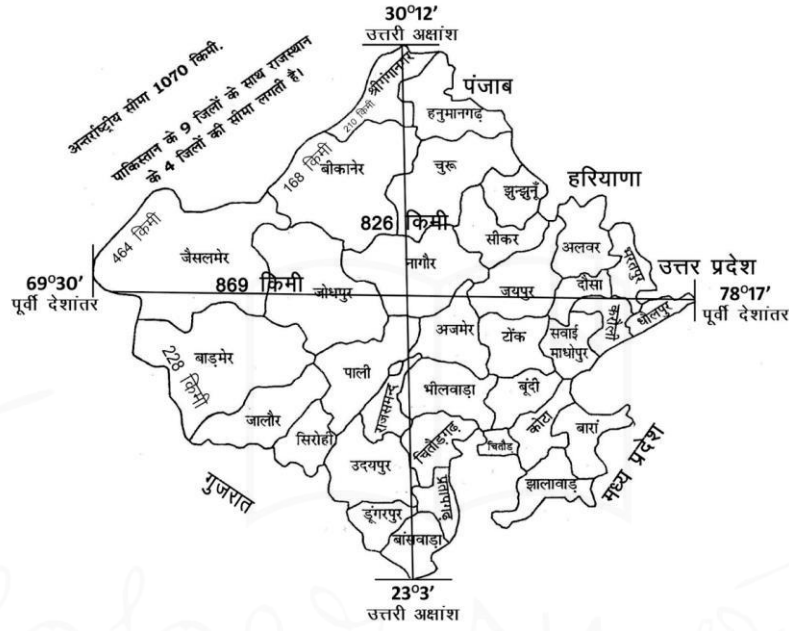 30°12'
उत्तरी अक्षांश
अन्तर्राष्ट्रीय सीमा 1070 किमी.
पाकिस्तान के 9 जिलों के साथ राजस्थान
के 4 जिलों की सीमा लगती है।
श्रीगंगानगर
210 किमी
पंजाब
हनुमानगढ़
168 किमी
बीकानेर
चुरू
झुन्झुनूँ
हरियाणा
826 किमी
सीकर
464 किमी
जैसलमेर
नागौर
अलवर
भरतपुर
उत्तर प्रदेश
69°30'
पूर्वी देशांतर
869 किमी
जोधपुर
जयपुर
दौसा
करौली
धौलपुर
78°17'
पूर्वी देशांतर
अजमेर
टोंक
सवाई
माधोपुर
228 किमी
बाड़मेर
पाली
राजसमन्द
भीलवाड़ा
बूंदी
जालौर
सिरोही
चितौड़गढ़
चितौड़
कोटा
बारां
मध्य प्रदेश
गुजरात
उदयपुर
प्रतापगढ़
झालावाड़
डूंगरपुर
बांसवाड़ा
23°3'
उत्तरी अक्षांश